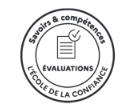 Savoirs & compétences
ÉVALUATIONS
L'ÉCOLE DE LA CONFIANCE